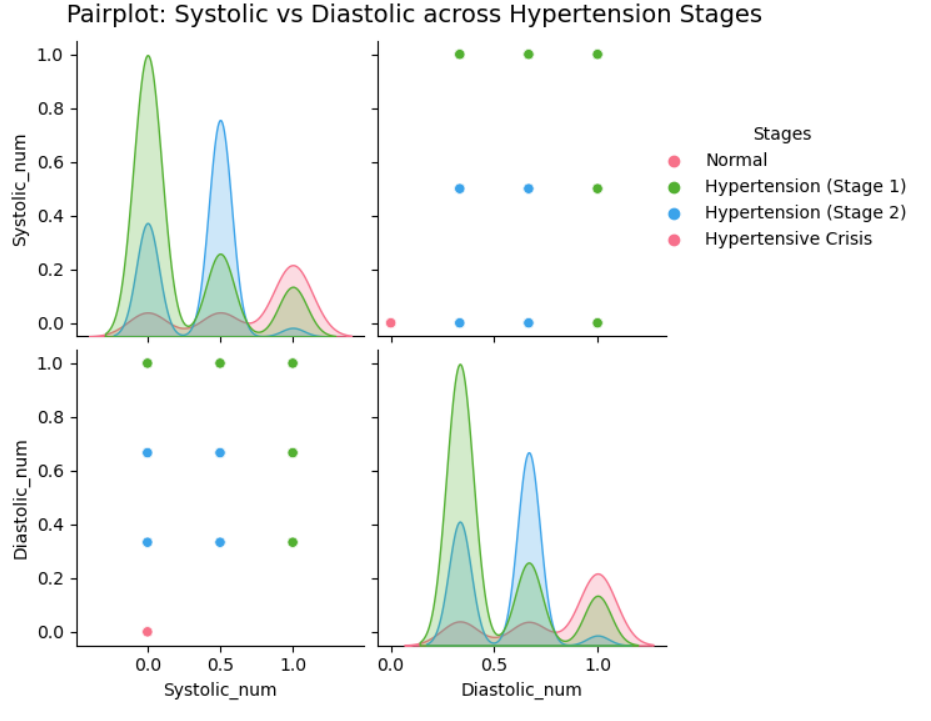 Pairplot: Systolic vs Diastolic across Hypertension Stages
1.0
0.8
0.6
0.4
0.2
0.0
Systolic_num
Stages
Normal
Hypertension (Stage 1)
Hypertension (Stage 2)
Hypertensive Crisis
1.0
0.8
0.6
0.4
0.2
0.0
Diastolic_num
0.0 0.5 1.0
Systolic_num
0.0 0.5 1.0
Diastolic_num